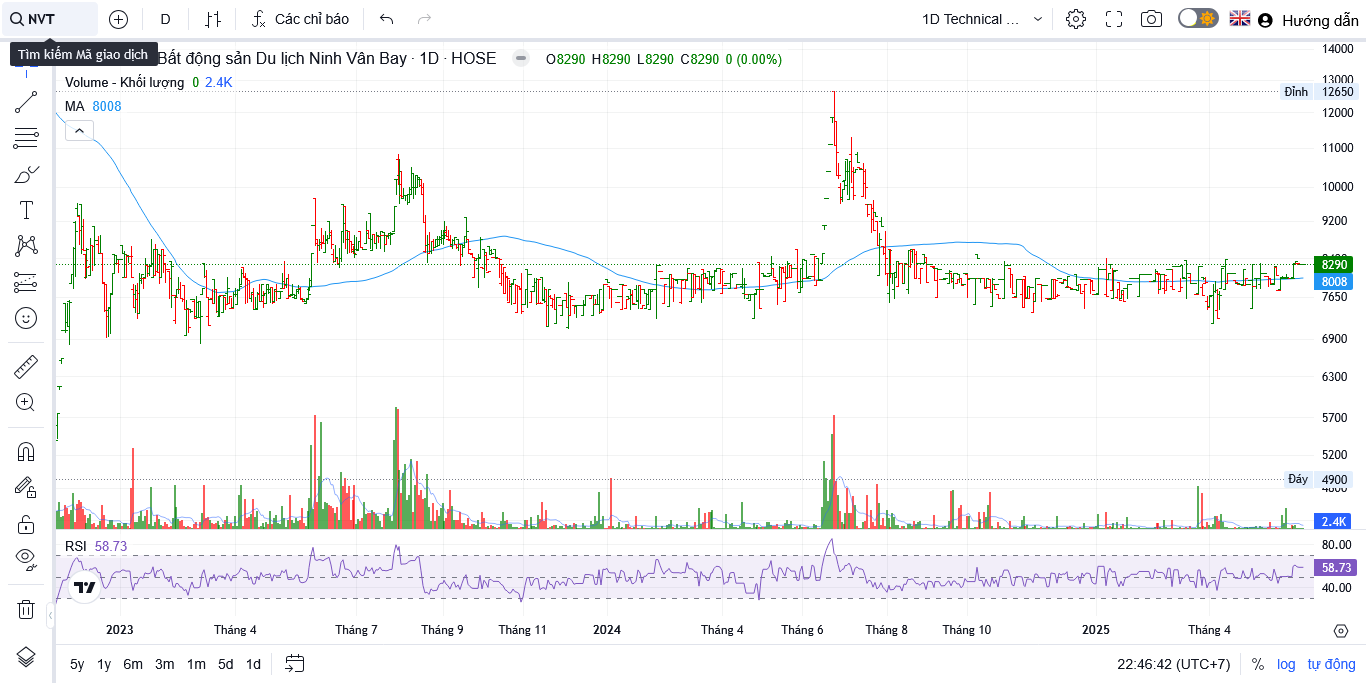 NVT
D
Các chỉ báo
1D Technical ...
Hướng dẫn
Tìm kiếm Mã giao dịch
Bất động sản Du lịch Ninh Vân Bay · 1D · HOSE
O8290 H8290 L8290 C8290 0 (0.00%)
Volume - Khối lượng 0 2.4K
MA 8008
14000
13000
Đỉnh 12650
12000
11000
10000
9200
8290
8008
7650
6900
6300
5700
5200
Đáy 4900
2.4K
RSI 58.73
80.00
58.73
40.00
2023
Tháng 4
Tháng 7
Tháng 9
Tháng 11
2024
Tháng 4
Tháng 6
Tháng 8
Tháng 10
2025
Tháng 4
5y 1y 6m 3m 1m 5d 1d
22:46:42 (UTC+7)
% log tự động